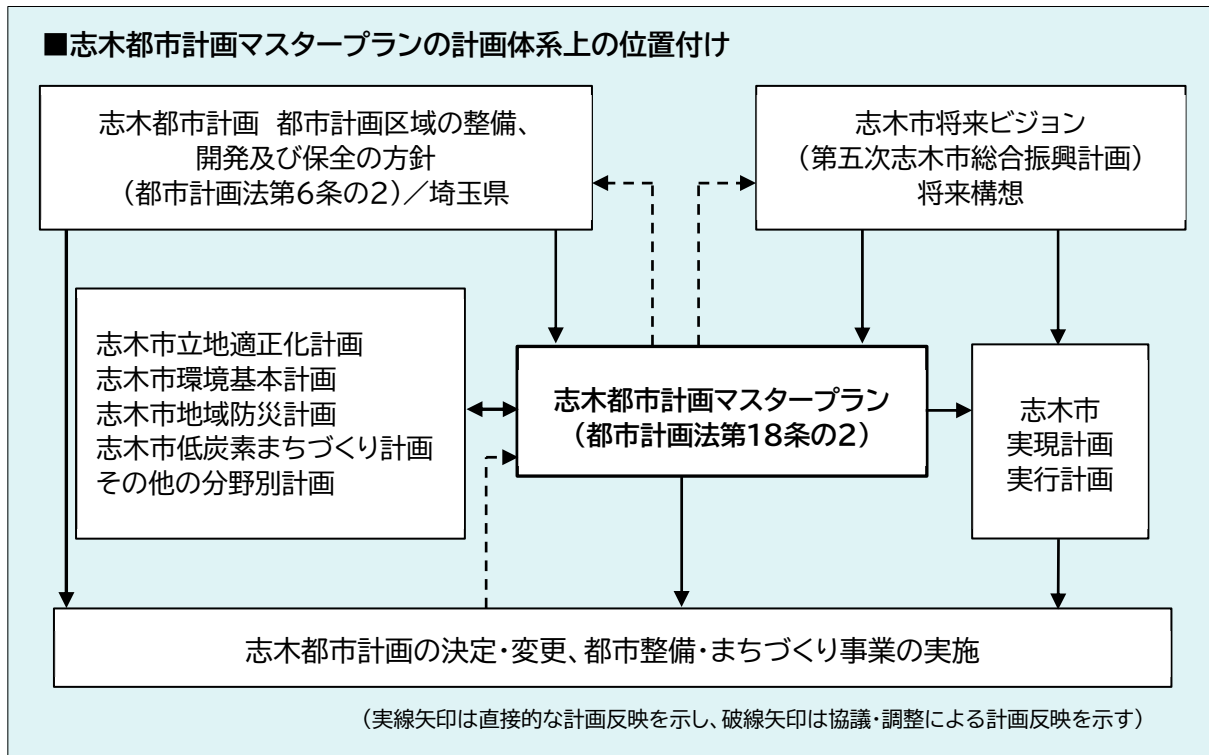 ■志木都市計画マスタープランの計画体系上の位置付け
志木都市計画 都市計画区域の整備、
開発及び保全の方針
（都市計画法第6条の2）／埼玉県
志木市将来ビジョン
（第五次志木市総合振興計画）
将来構想
志木市立地適正化計画
志木市環境基本計画
志木市地域防災計画
志木市低炭素まちづくり計画
その他の分野別計画
志木都市計画マスタープラン
（都市計画法第18条の2）
志木市
実現計画
実行計画
志木都市計画の決定・変更、都市整備・まちづくり事業の実施
（実線矢印は直接的な計画反映を示し、破線矢印は協議・調整による計画反映を示す）